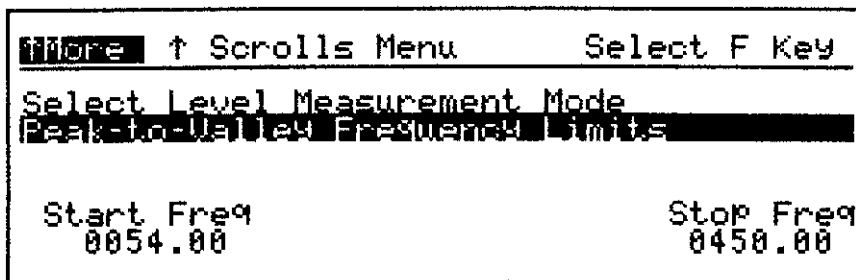 ↑More ↑ Scrolls Menu Select F Key
Select Level Measurement Mode
Peak-to-Valley Frequency Limits
Start Freq Stop Freq
0054.00 0450.00